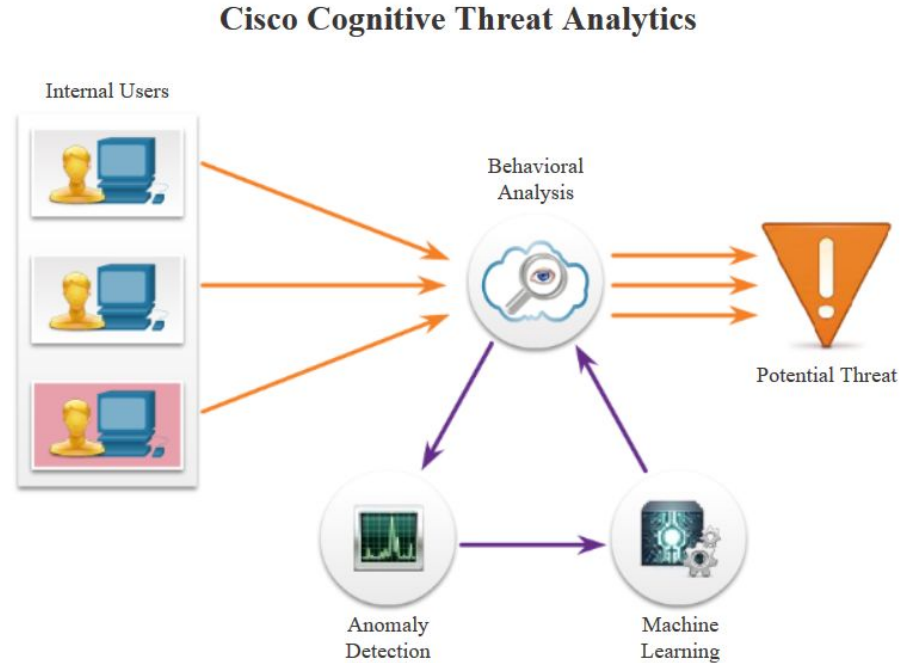 Cisco Cognitive Threat Analytics
Internal Users
Behavioral
Analysis
Potential Threat
Anomaly
Detection
Machine
Learning